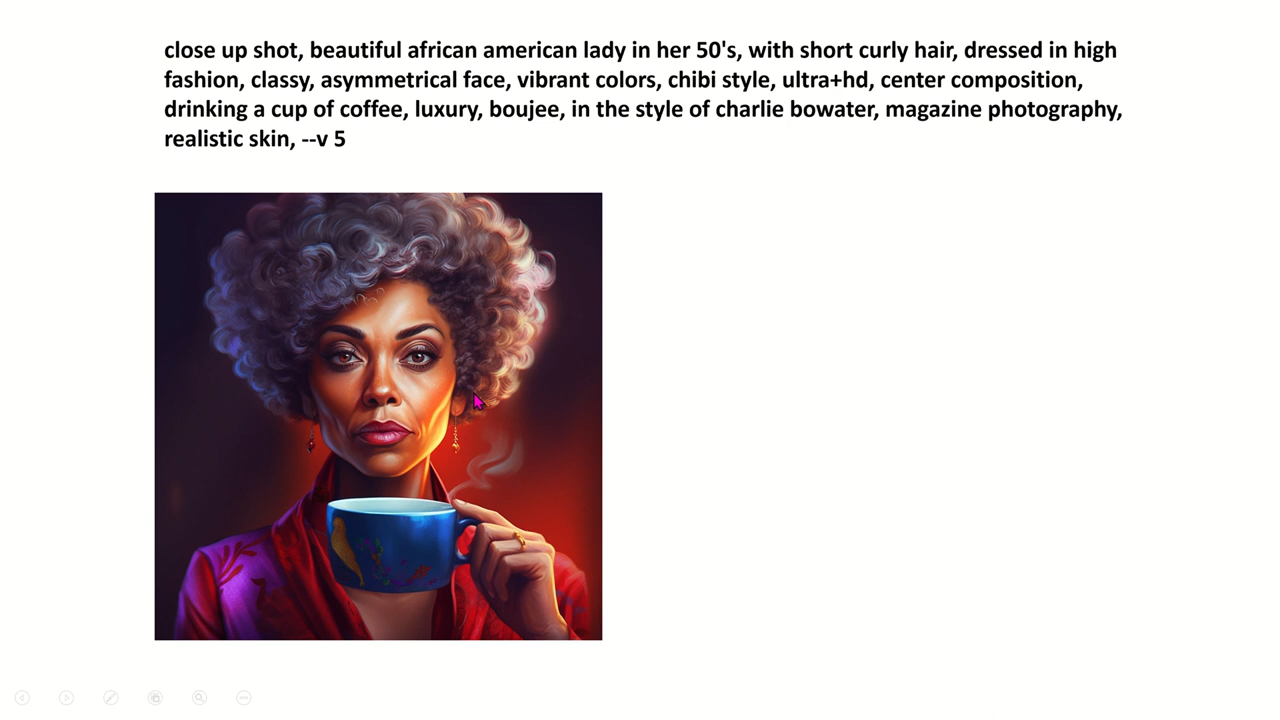 close up shot, beautiful african american lady in her 50's, with short curly hair, dressed in high
fashion, classy, asymmetrical face, vibrant colors, chibi style, ultra+hd, center composition,
drinking a cup of coffee, luxury, boujee, in the style of charlie bowater, magazine photography,
realistic skin, --v 5